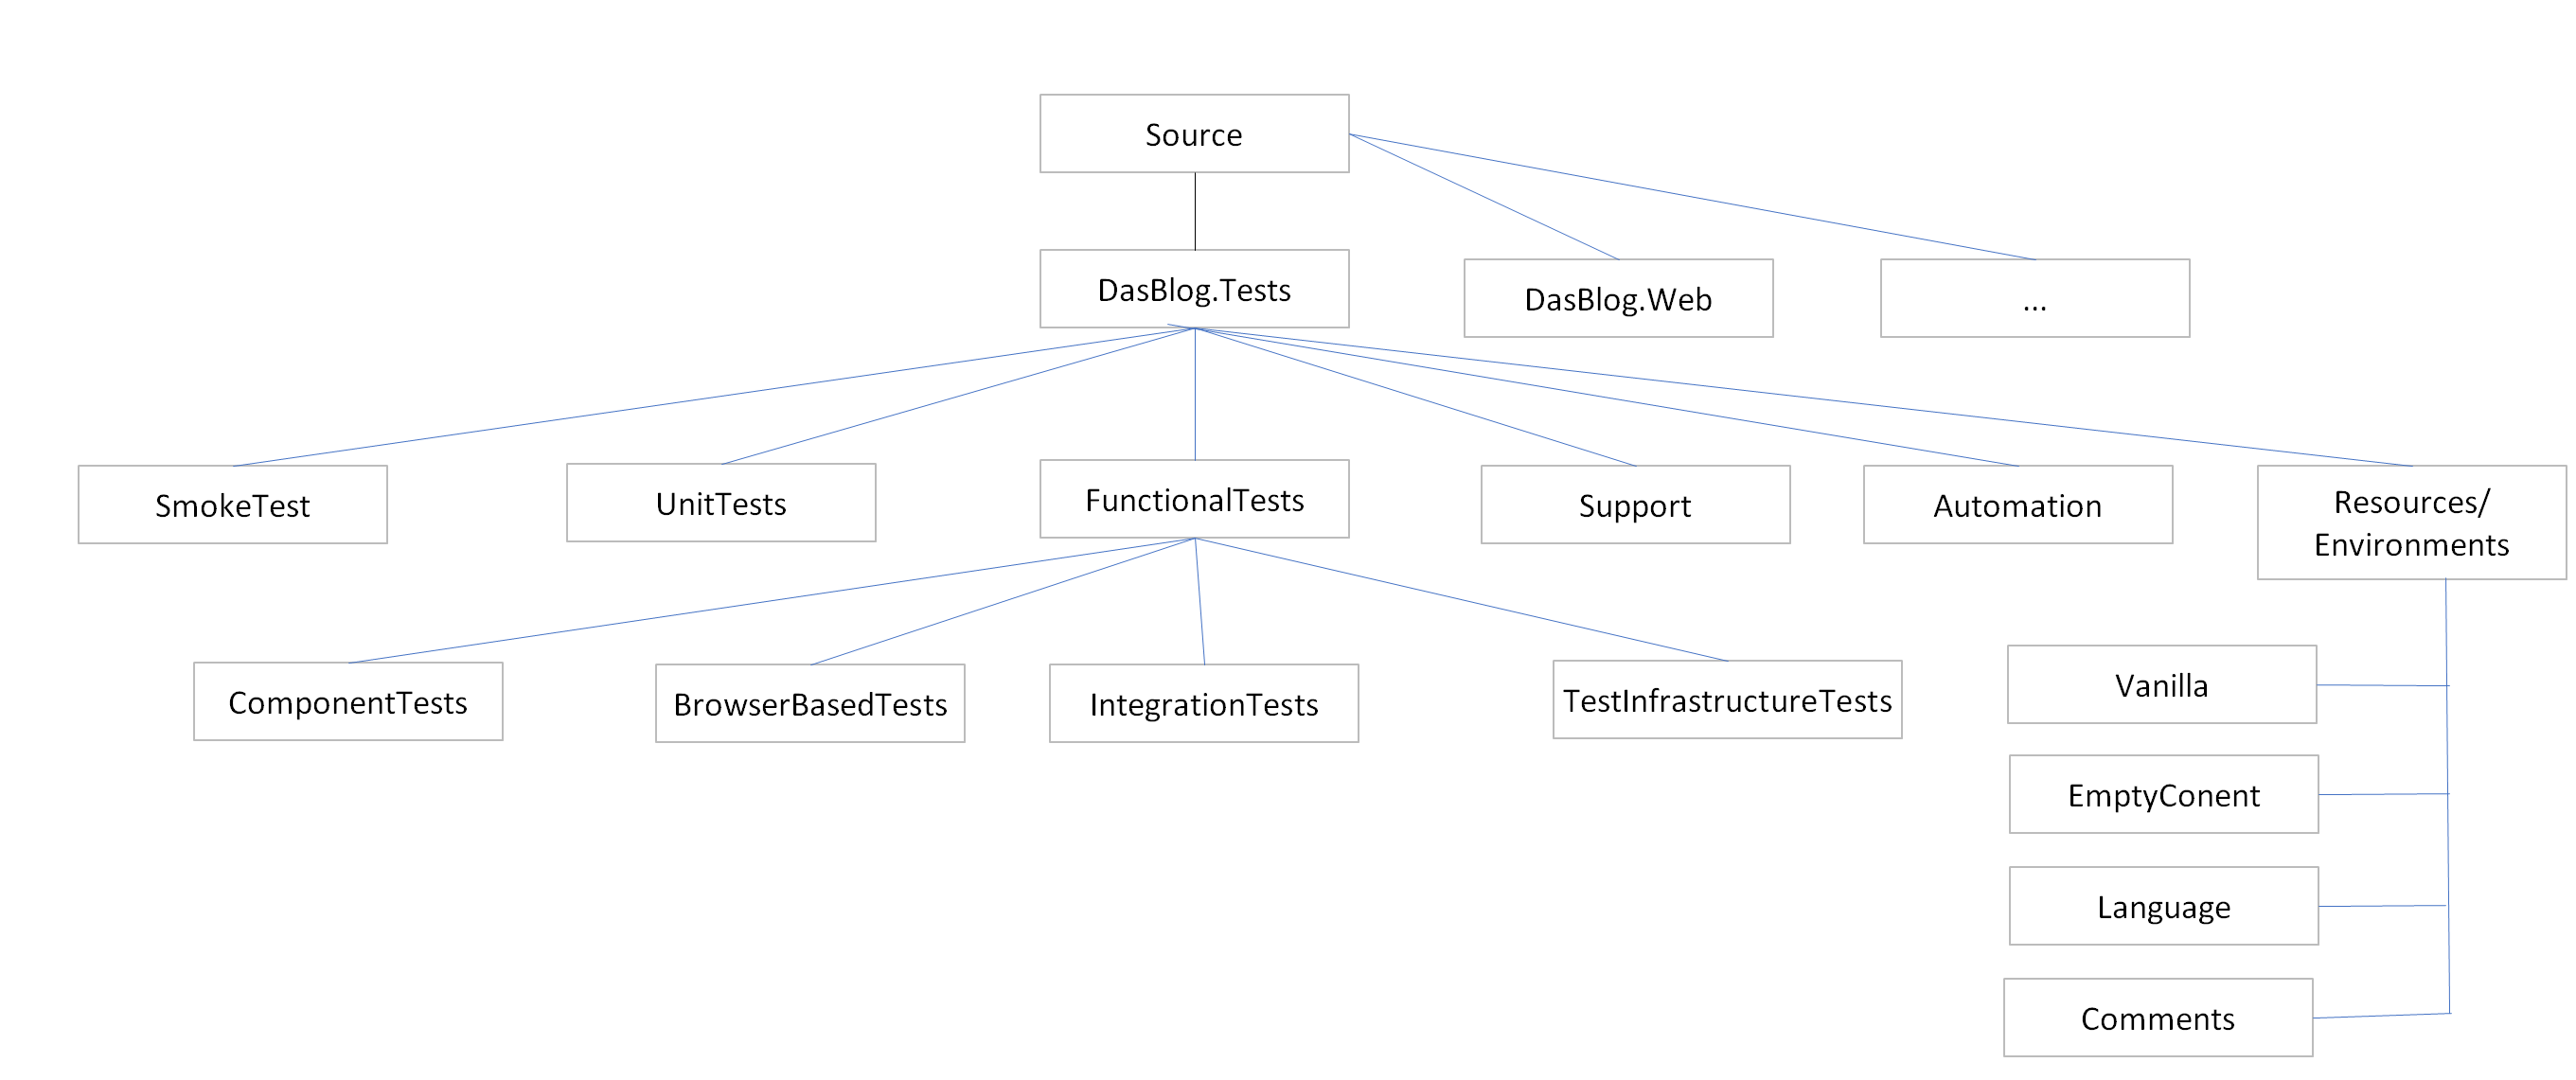 Source
DasBlog.Tests
DasBlog.Web
...
SmokeTest
UnitTests
FunctionalTests
Support
Automation
Resources/
Environments
ComponentTests
BrowserBasedTests
IntegrationTests
TestInfrastructureTests
Vanilla
EmptyConent
Language
Comments